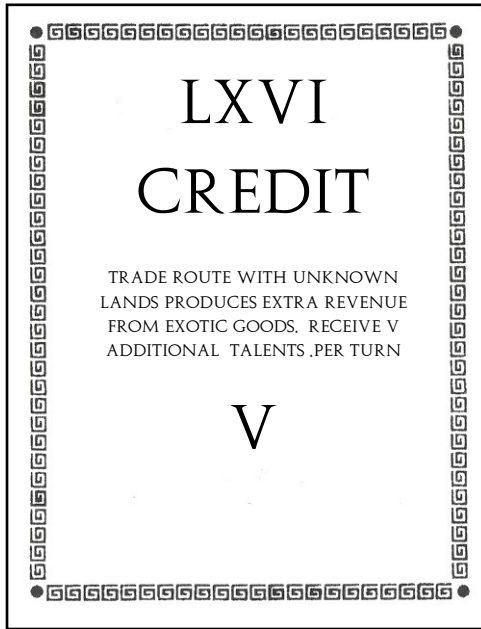 LXVI
CREDIT
TRADE ROUTE WITH UNKNOWN
LANDS PRODUCES EXTRA REVENUE
FROM EXOTIC GOODS. RECEIVE V
ADDITIONAL TALENTS .PER TURN
V